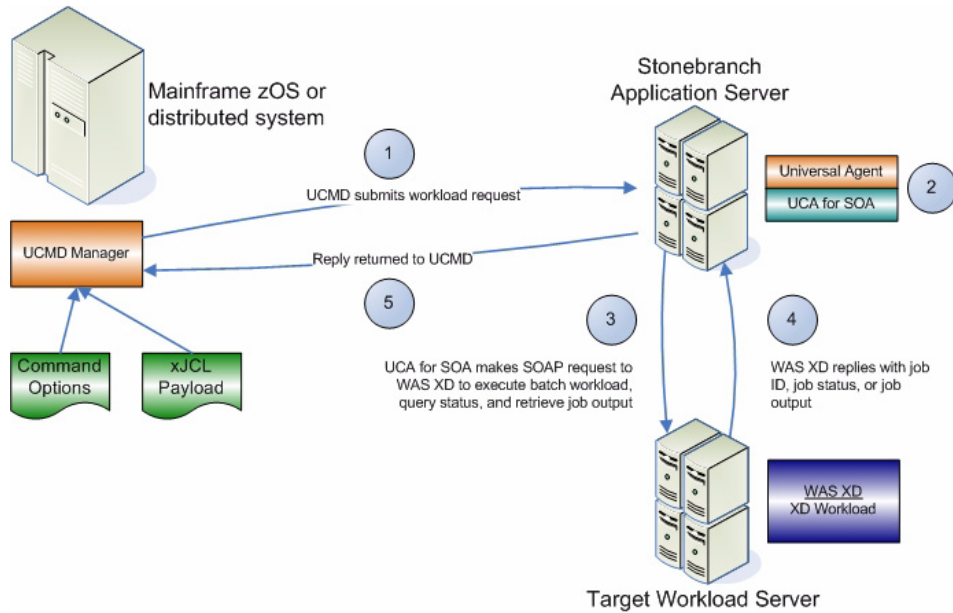 Mainframe zOS or
distributed system
Stonebranch
Application Server
1
UCMD submits workload request
Universal Agent
UCA for SOA
2
UCMD Manager
Reply returned to UCMD
5
3
4
Command
Options
xJCL
Payload
UCA for SOA makes SOAP request to
WAS XD to execute batch workload,
query status, and retrieve job output
WAS XD replies with job
ID, job status, or job
output
WAS XD
XD Workload
Target Workload Server